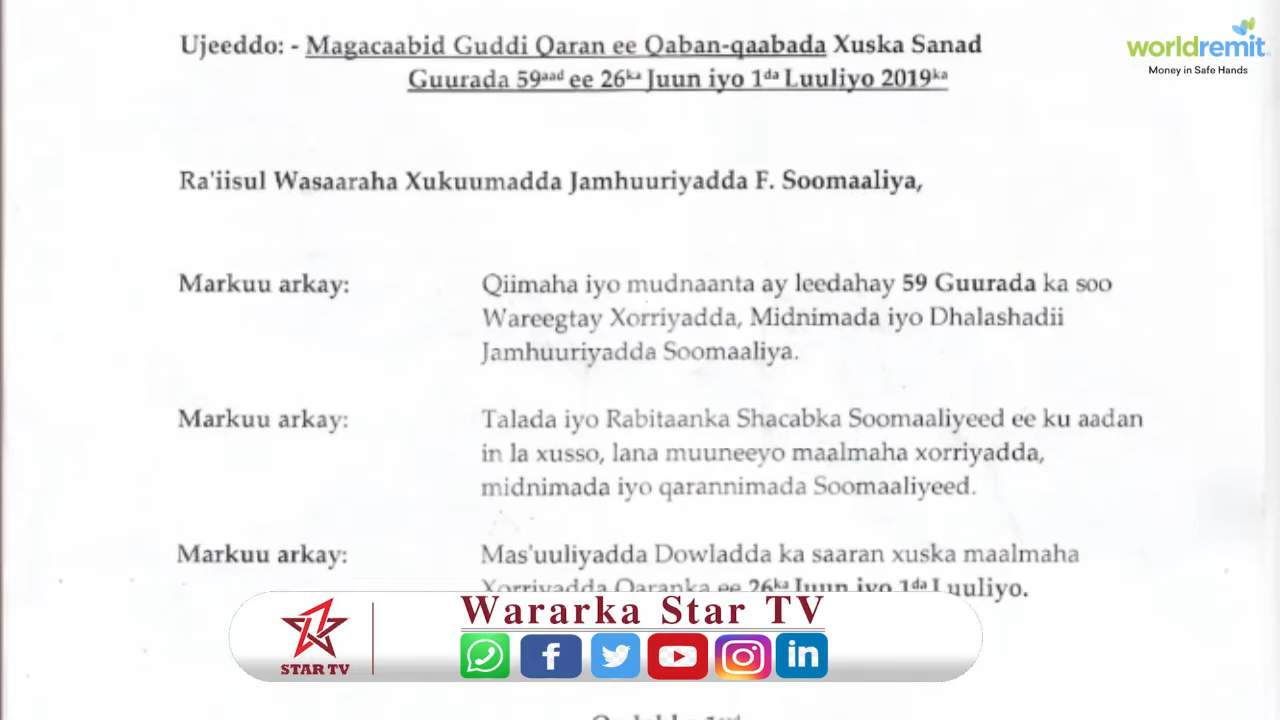 Ujeeddo: - Magacaabid Guddi Qaran ee Qaban-qaabada Xuska Sanad
Guurada 59aad ee 26ka Juun iyo 1da Luuliyo 2019ka
worldremit
Money in Safe Hands
Ra'iisul Wasaaraha Xukuumadda Jamhuuriyadda F. Soomaaliya,
Markuu arkay: Qiimaha iyo mudnaanta ay leedahay 59 Guurada ka soo
Wareegtay Xorriyadda, Midnimada iyo Dhalashadii
Jamhuuriyadda Soomaaliya.
Markuu arkay: Talada iyo Rabitaanka Shacabka Soomaaliyeed ee ku aadan
in la xusso, lana muuneeyo maalmaha xorriyadda,
midnimada iyo qarannimada Soomaaliyeed.
Markuu arkay: Mas'uuliyadda Dowladda ka saaran xuska maalmaha
Xorriyadda Qaranka ee 26ka Juun iyo 1da Luuliyo.
Wararka Star TV
STAR TV